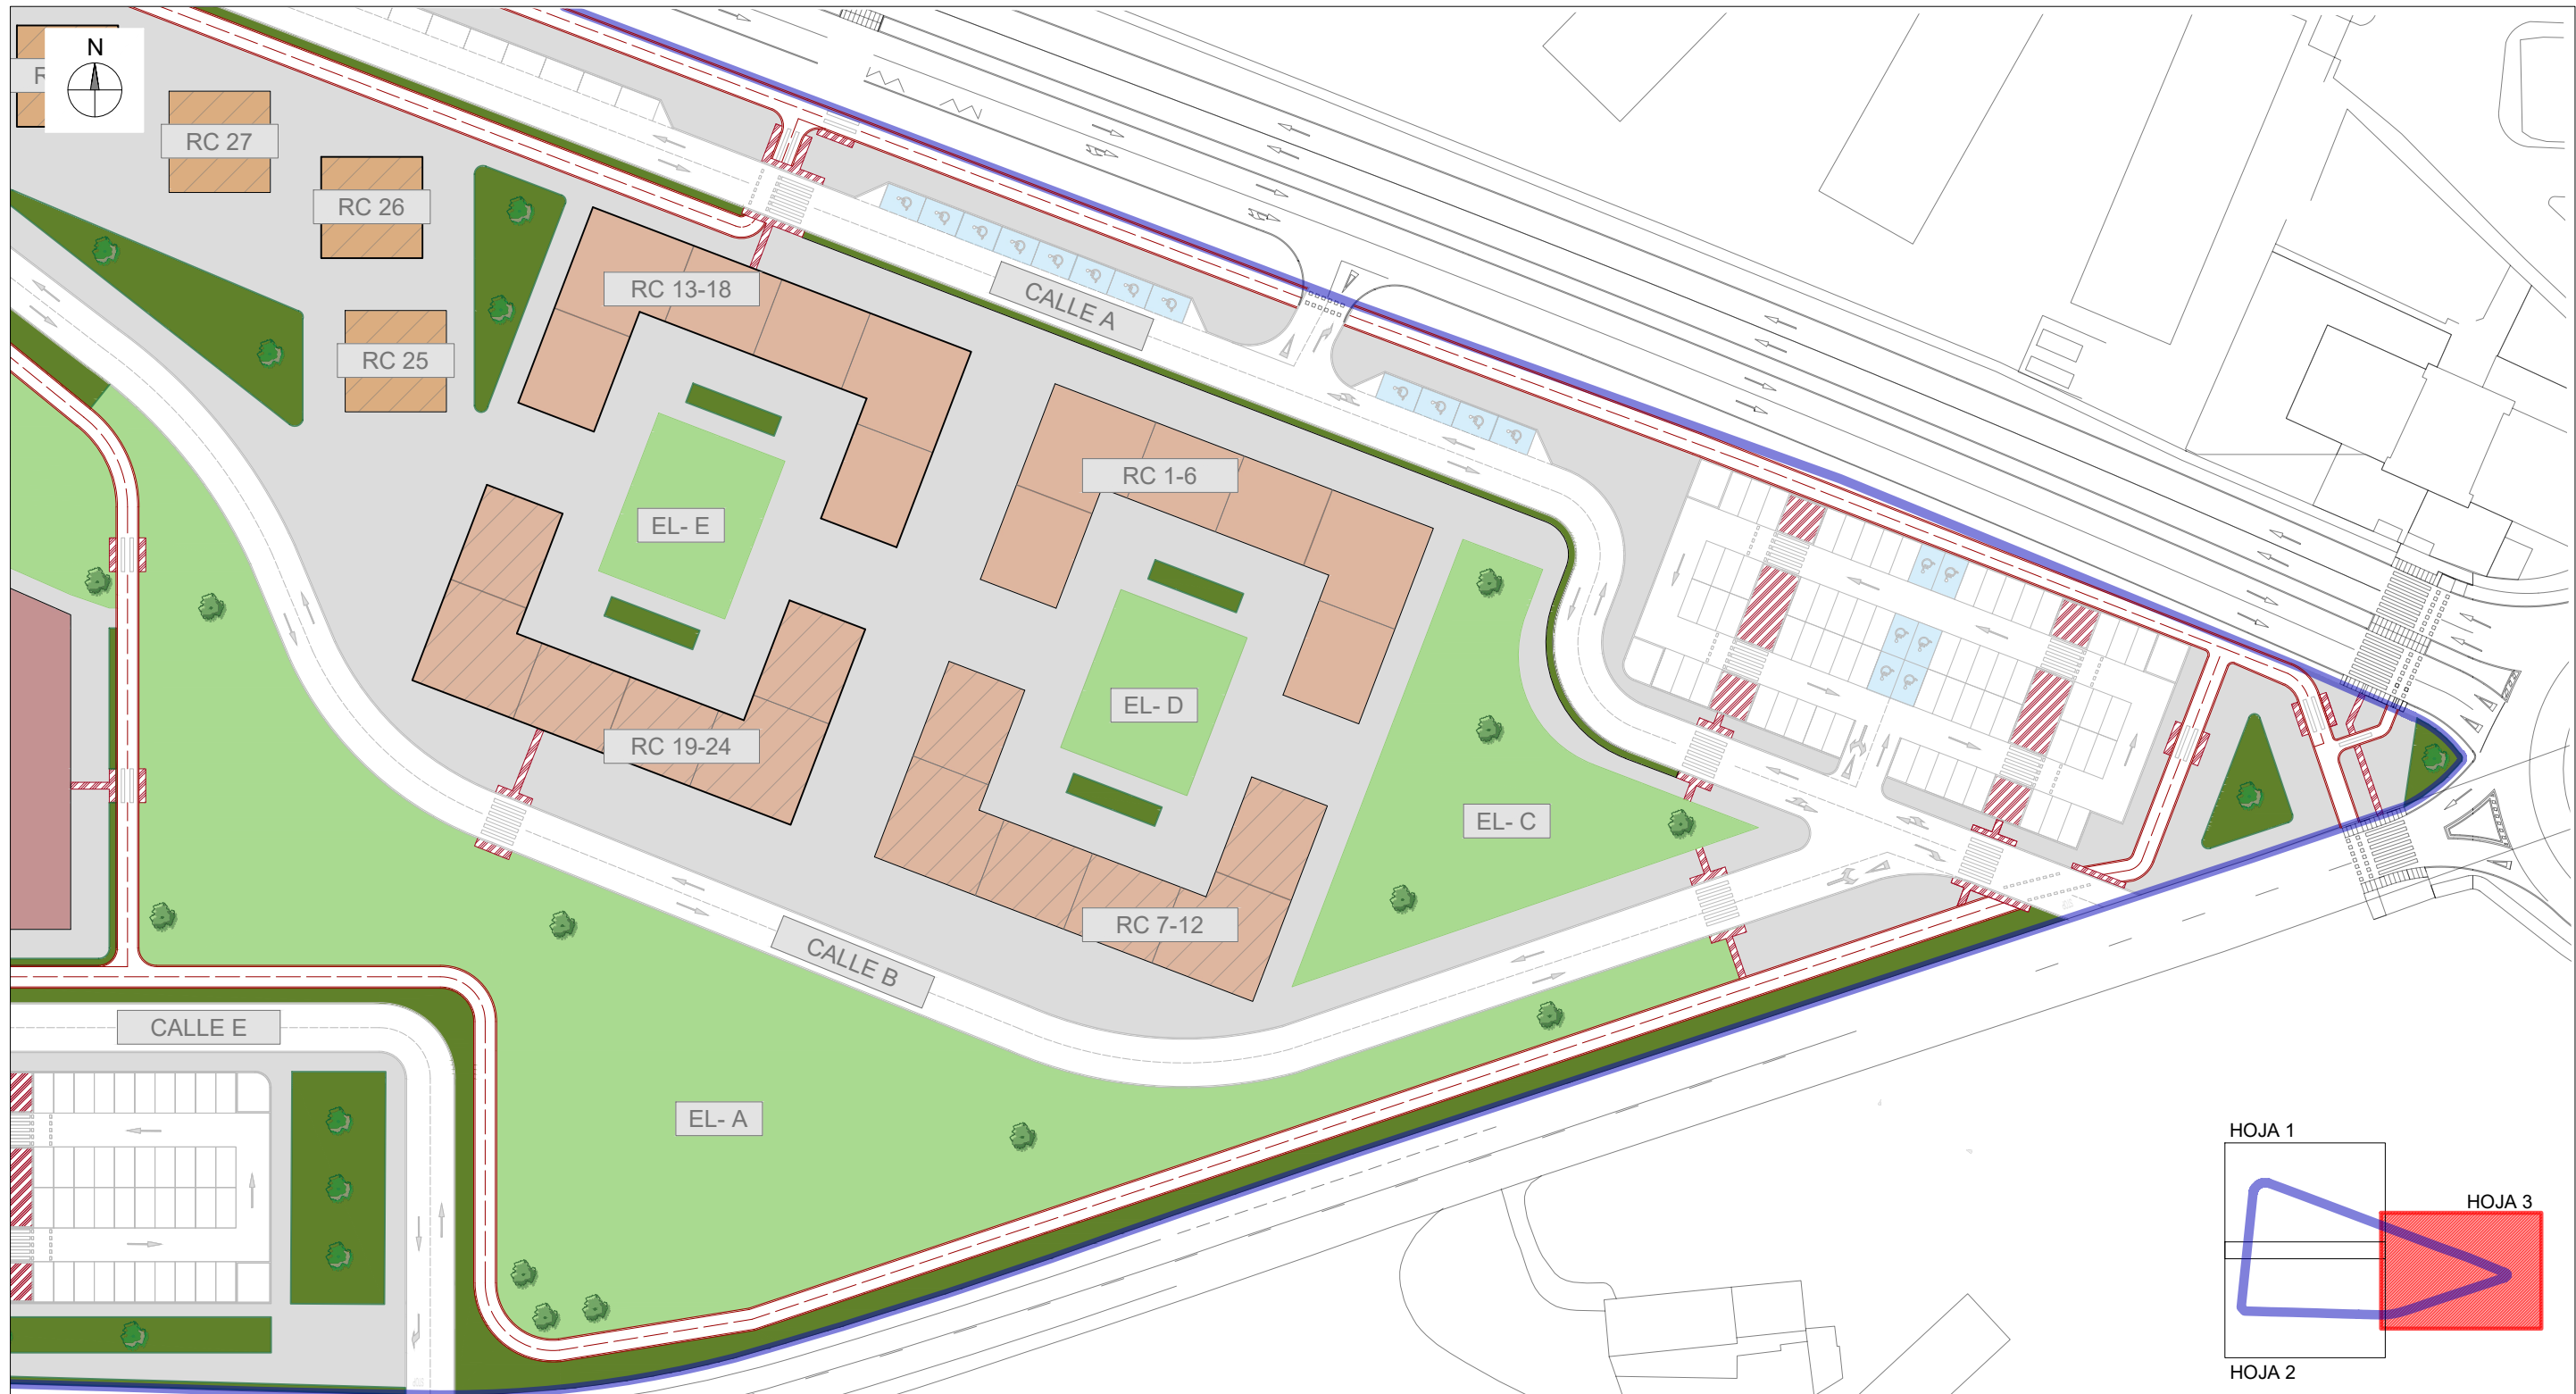 N
R
RC 27
RC 26
RC 25
RC 13-18
CALLE A
RC 1-6
EL- E
EL- D
RC 19-24
EL- C
RC 7-12
CALLE B
CALLE E
EL- A
HOJA 1
HOJA 3
HOJA 2